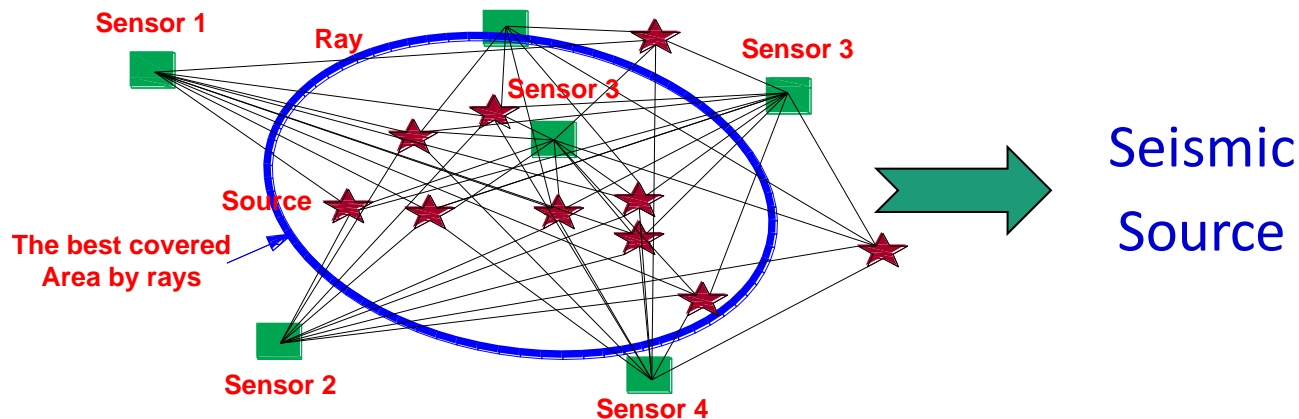 Sensor 1
Ray
Sensor 3
Sensor 3
Source
The best covered
Area by rays
Sensor 2
Sensor 4
Seismic
Source